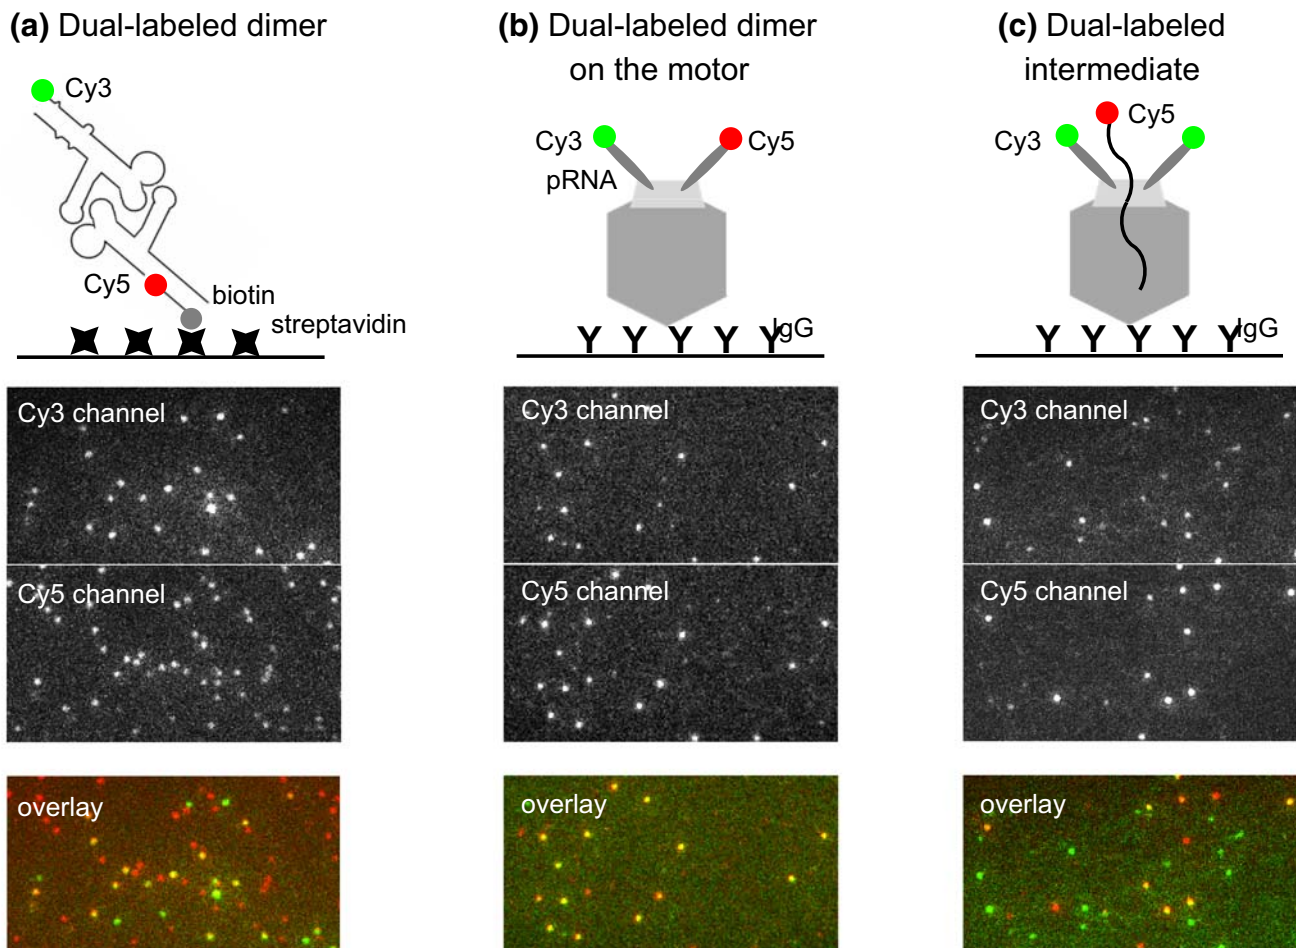 (a) Dual-labeled dimer
Cy3
Cy5
biotin
streptavidin
Cy3 channel
Cy5 channel
overlay
(b) Dual-labeled dimer
on the motor
Cy3
Cy5
pRNA
IgG
Cy3 channel
Cy5 channel
overlay
(c) Dual-labeled
intermediate
Cy5
Cy3
IgG
Cy3 channel
Cy5 channel
overlay